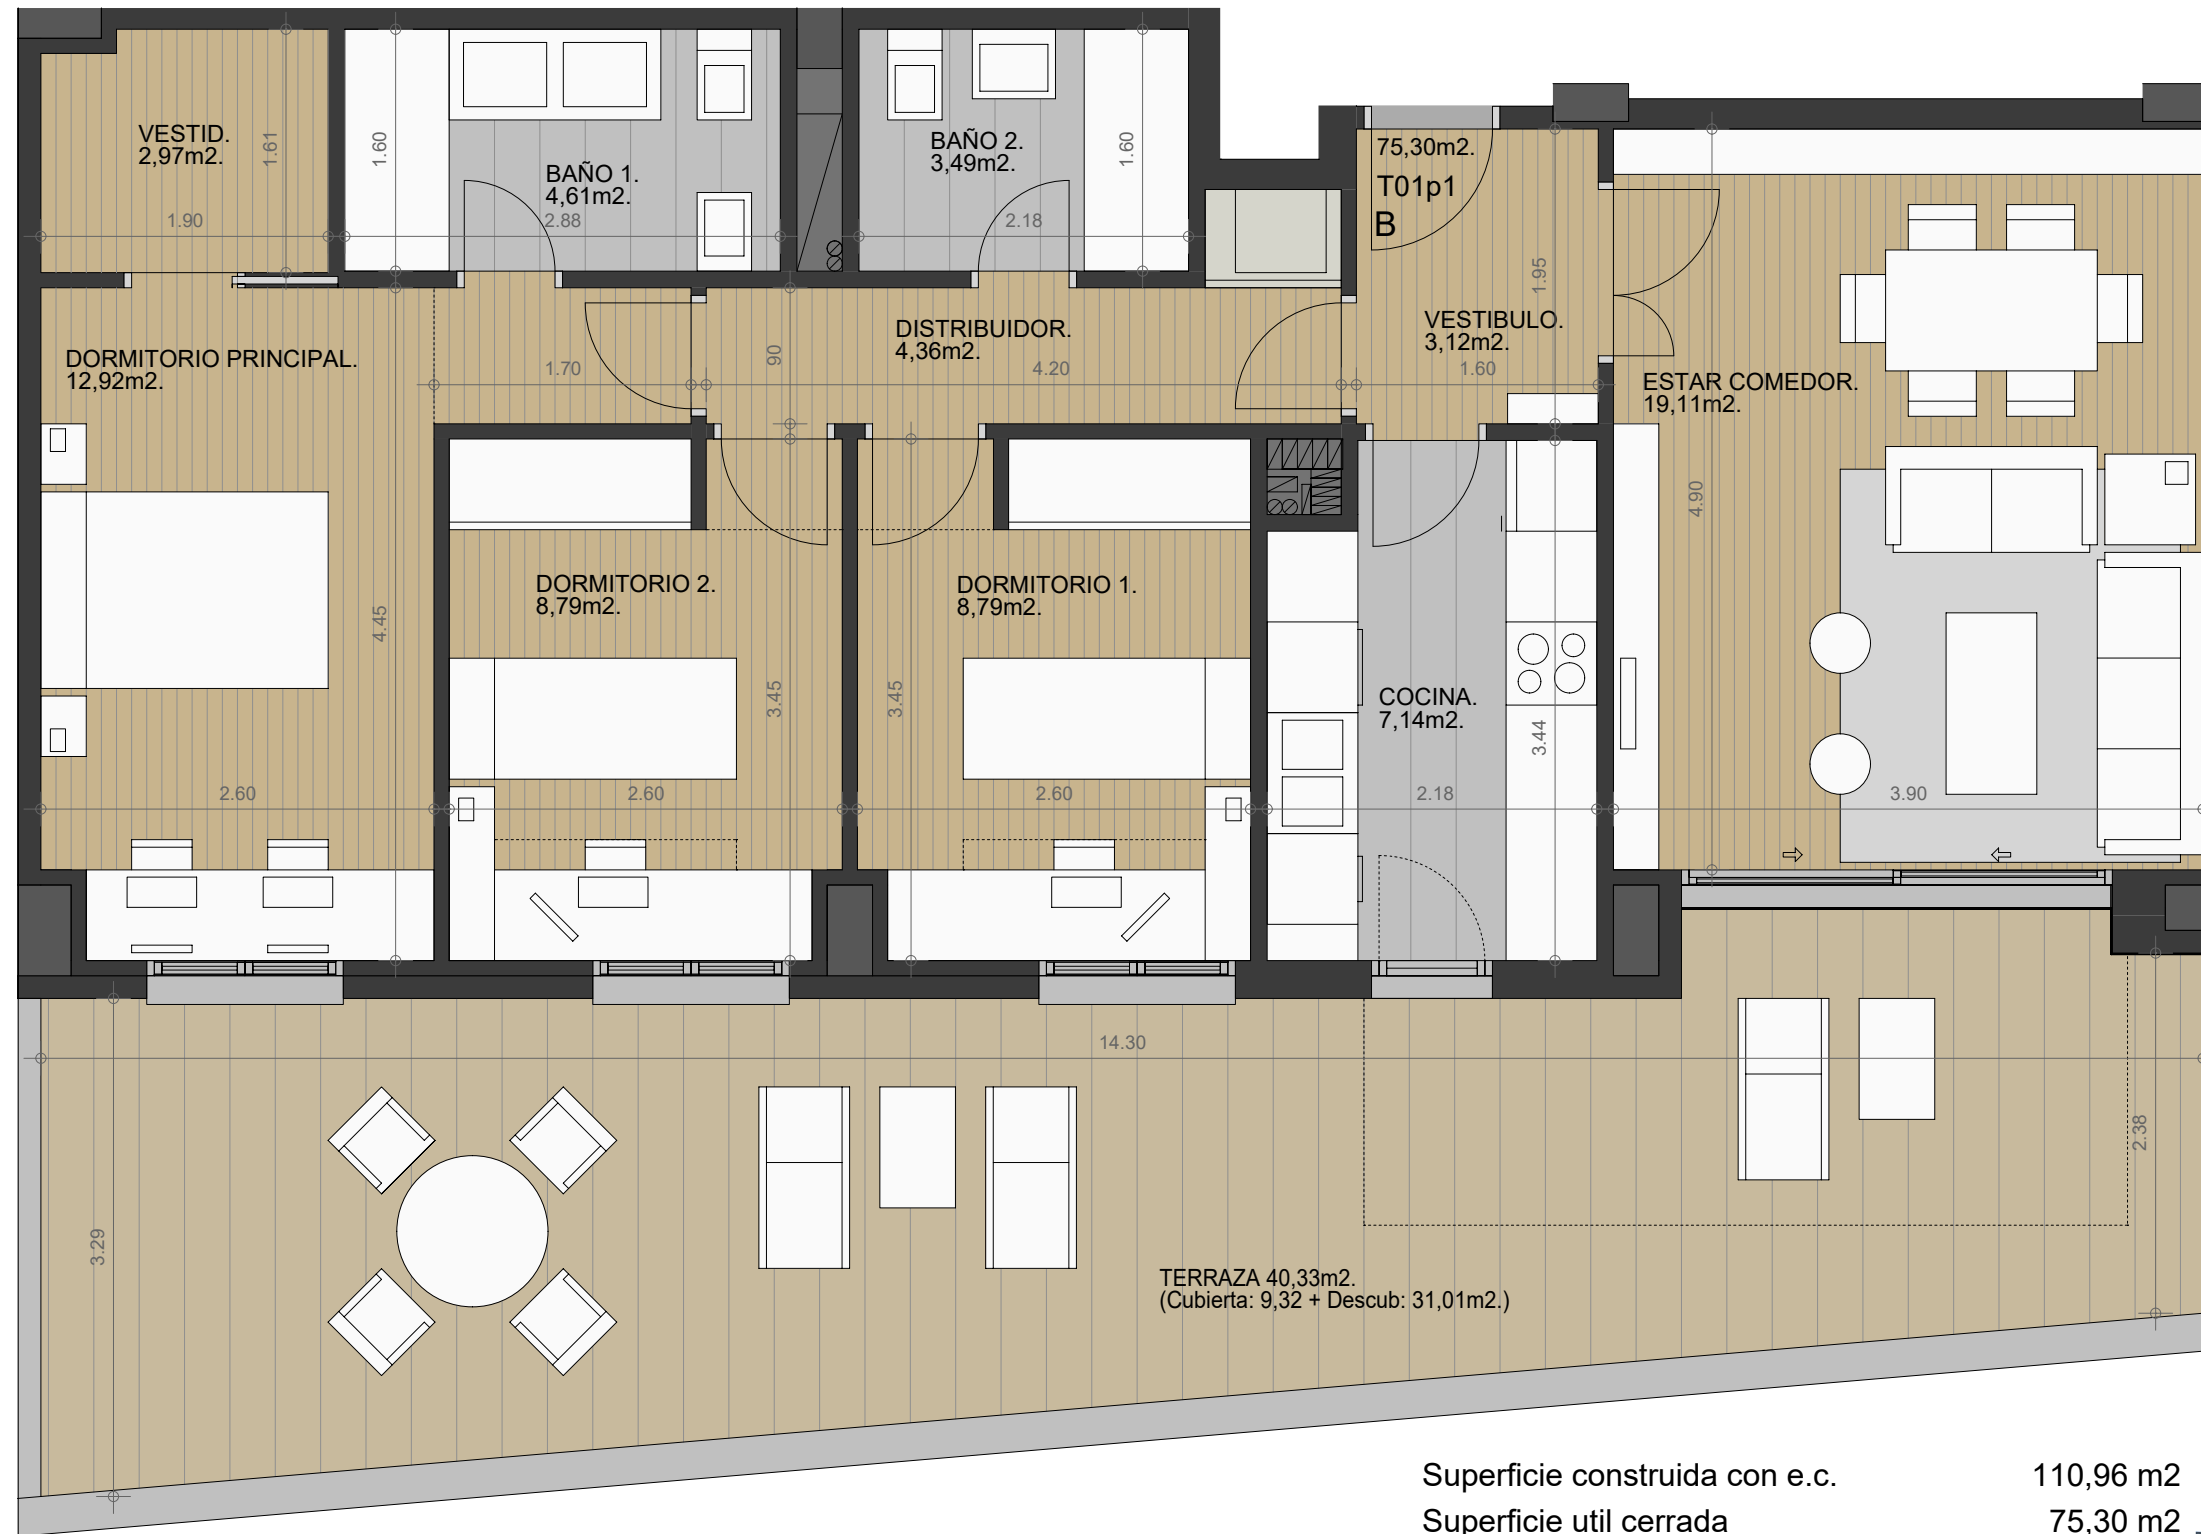 VESTID.
2,97m2.
1.61
1.90
1.60
BAÑO 1.
4,61m2.
2.88
BAÑO 2.
3,49m2.
1.60
2.18
75,30m2.
T01p1
B
1.95
VESTIBULO.
3,12m2.
1.60
DISTRIBUIDOR.
4,36m2.
90
4.20
1.70
DORMITORIO PRINCIPAL.
12,92m2.
4.45
2.60
DORMITORIO 2.
8,79m2.
3.45
2.60
DORMITORIO 1.
8,79m2.
3.45
2.60
COCINA.
7,14m2.
3.44
2.18
ESTAR COMEDOR.
19,11m2.
4.90
3.90
14.30
3.29
2.38
TERRAZA 40,33m2.
(Cubierta: 9,32 + Descub: 31,01m2.)
Superficie construida con e.c. 110,96 m2
Superficie util cerrada 75,30 m2